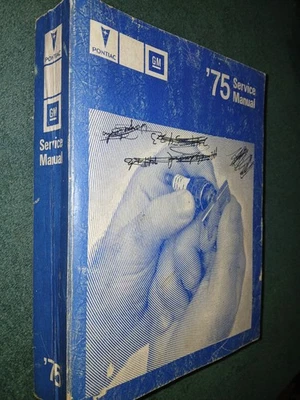 PONTIAC
GM
'75 Service
Manual
PONTIAC
GM
Service
Manual
'75